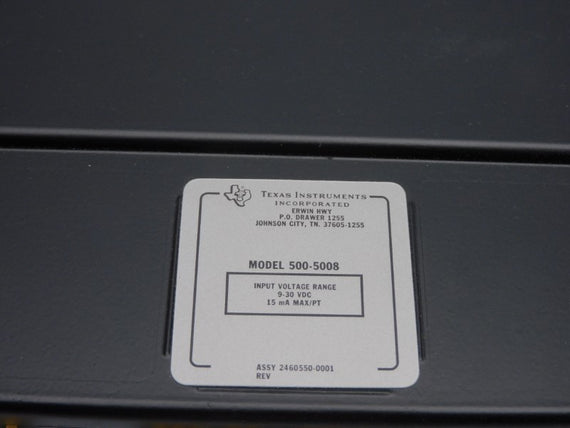 TEXAS INSTRUMENTS
INCORPORATED
ERWIN HWY
P.O. DRAWER 1255
JOHNSON CITY, TN. 37605-1255
MODEL 500-5008
INPUT VOLTAGE RANGE
9-30 VDC
15 mA MAX/PT
ASSY 2460550-0001
REV